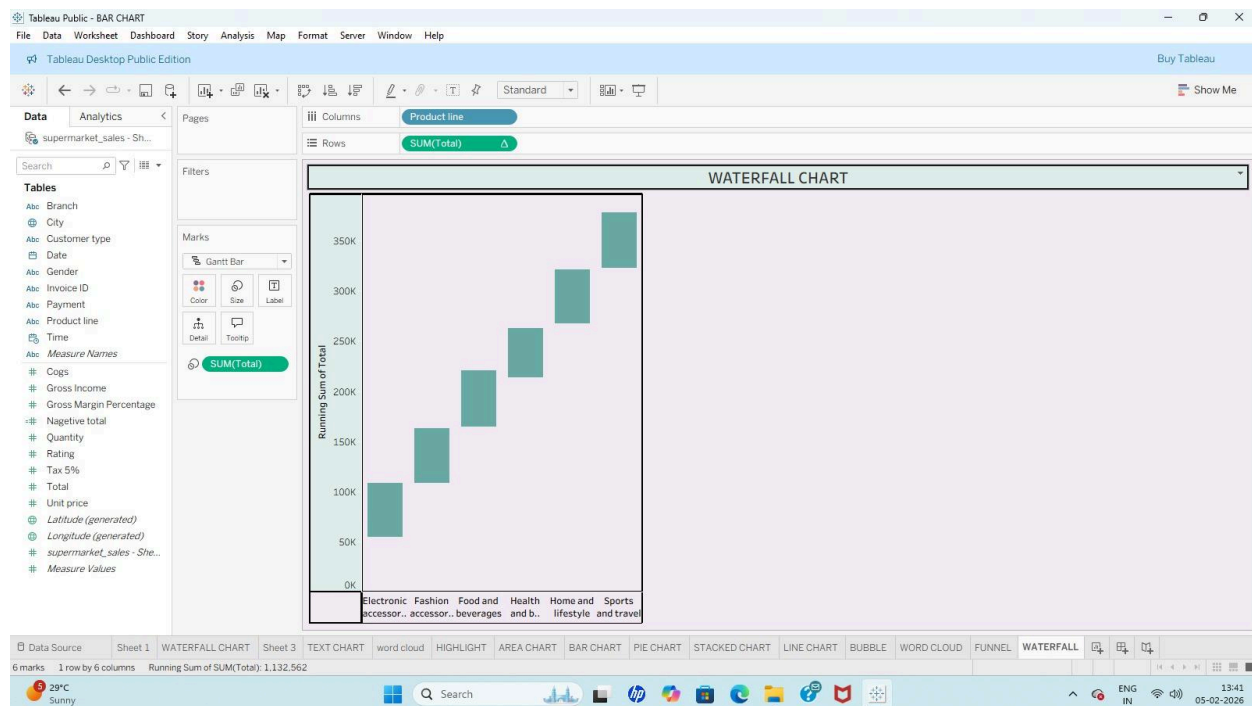 Tableau Public - BAR CHART
File Data Worksheet Dashboard Story Analysis Map Format Server Window Help
Tableau Desktop Public Edition
Buy Tableau
Standard
Show Me
Data Analytics
supermarket_sales - Sh...
Search
Tables
Abc Branch
City
Abc Customer type
Date
Abc Gender
Abc Invoice ID
Abc Payment
Abc Product line
Time
Abc Measure Names
# Cogs
# Gross Income
# Gross Margin Percentage
=# Nagetive total
# Quantity
# Rating
# Tax 5%
# Total
# Unit price
Latitude (generated)
Longitude (generated)
# supermarket_sales - She...
# Measure Values
Pages
Filters
Marks
Gantt Bar
Color Size Label
Detail Tooltip
SUM(Total)
Columns Product line
Rows SUM(Total) Δ
WATERFALL CHART
Running Sum of Total
350K
300K
250K
200K
150K
100K
50K
0K
Electronic Fashion Food and Health Home and Sports
accessor.. accessor.. beverages and b.. lifestyle and travel
Data Source Sheet 1 WATERFALL CHART Sheet 3 TEXT CHART word cloud HIGHLIGHT AREA CHART BAR CHART PIE CHART STACKED CHART LINE CHART BUBBLE WORD CLOUD FUNNEL WATERFALL
6 marks 1 row by 6 columns Running Sum of SUM(Total): 1,132,562
5 29°C
Sunny
Search
hp
ENG
IN
13:41
05-02-2026